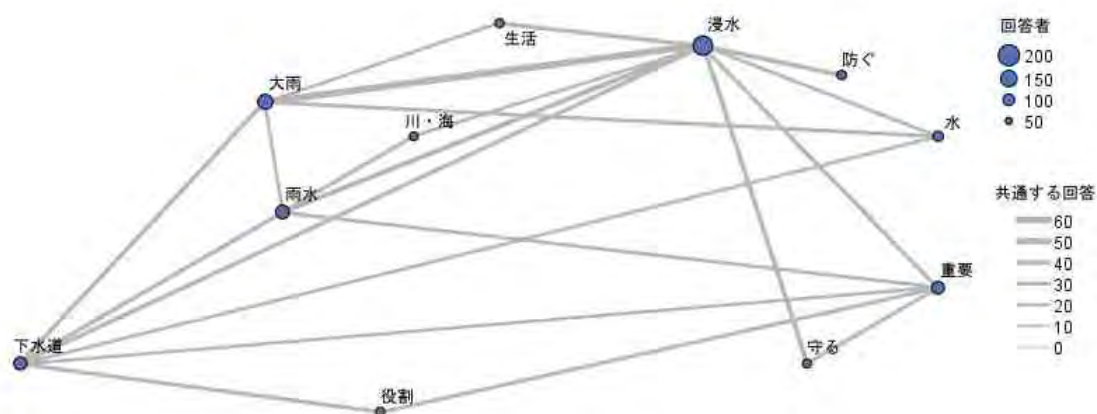 生活
浸水
防ぐ
大雨
川・海
水
雨水
重要
下水道
守る
役割
回答者
200
150
100
50
共通する回答
60
50
40
30
20
10
0